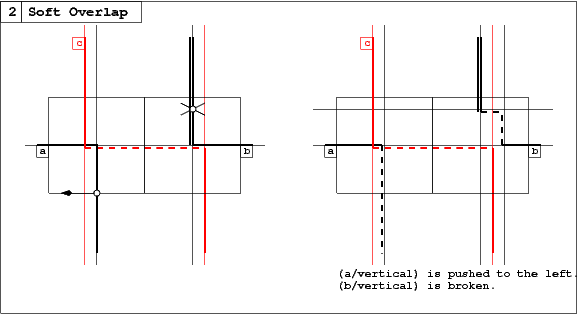 2 Soft Overlap
c
c
a
b
a
b
(a/vertical) is pushed to the left.
(b/vertical) is broken.